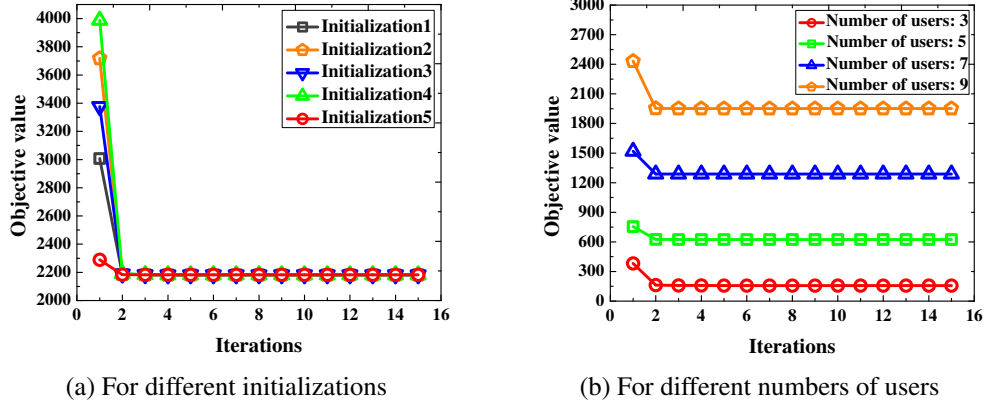 4000
3800
3600
3400
3200
3000
2800
2600
2400
2200
2000
Objective value
0 2 4 6 8 10 12 14 16
Iterations
Initialization1
Initialization2
Initialization3
Initialization4
Initialization5
(a) For different initializations
3000
2700
2400
2100
1800
1500
1200
900
600
300
0
Objective value
0 2 4 6 8 10 12 14 16
Iterations
Number of users: 3
Number of users: 5
Number of users: 7
Number of users: 9
(b) For different numbers of users